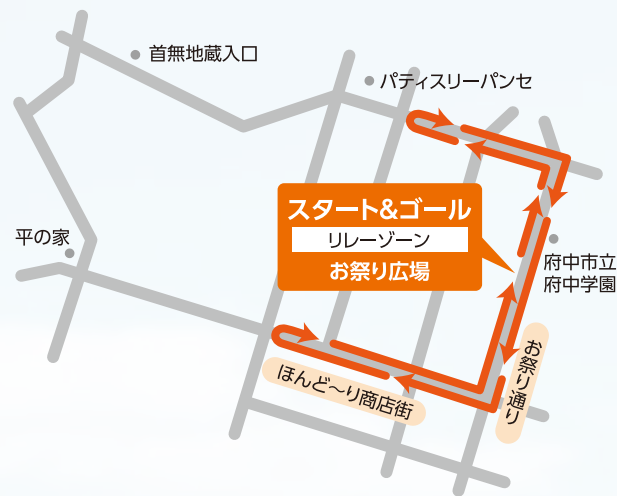 首無地蔵入口
パティスリーパンセ
スタート&ゴール
リレーゾーン
お祭り広場
平の家
府中市立
府中学園
お祭り通り
ほんど〜り商店街